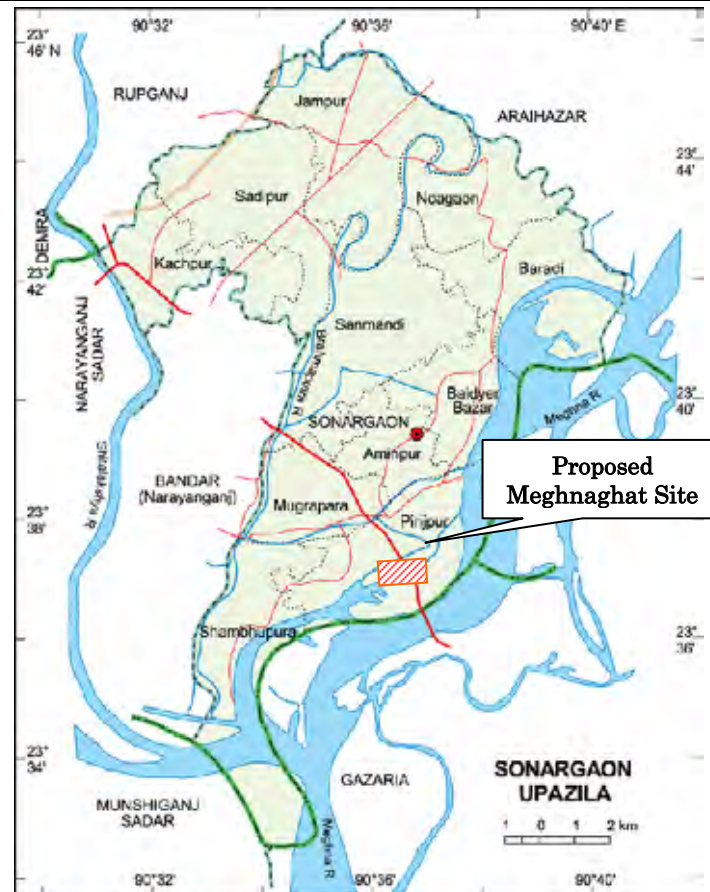 90°32'
90°36'
90°40' E
23°
46' N
RUPGANJ
Jampur
ARAIHAZAR
23°
44'
Sadipur
Noagaon
DEMRA
Kachpur
Baradi
23°
42'
Sanmandi
NARAYANGANJ
SADAR
Brahmaputra R.
Baidyer
Bazar
Meghna R.
23°
40'
SONARGAON
Aminpur
Proposed
Meghnaghat Site
BANDAR
(Narayanganj)
Mugrapara
Pirijpur
23°
38'
Sitalakhya R.
Shambhupura
23°
36'
23°
34'
GAZARIA
SONARGAON
UPAZILA
MUNSHIGANJ
SADAR
1 0 1 2 km
Meghna R.
90°32'
90°36'
90°40'